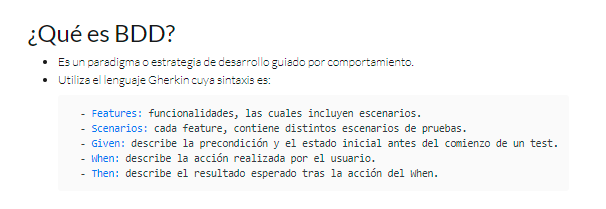 ¿Qué es BDD?
• Es un paradigma o estrategia de desarrollo guiado por comportamiento.
• Utiliza el lenguaje Gherkin cuya sintaxis es:
- Features: funcionalidades, las cuales incluyen escenarios.
- Scenarios: cada feature, contiene distintos escenarios de pruebas.
- Given: describe la precondición y el estado inicial antes del comienzo de un test.
- When: describe la acción realizada por el usuario.
- Then: describe el resultado esperado tras la acción del When.